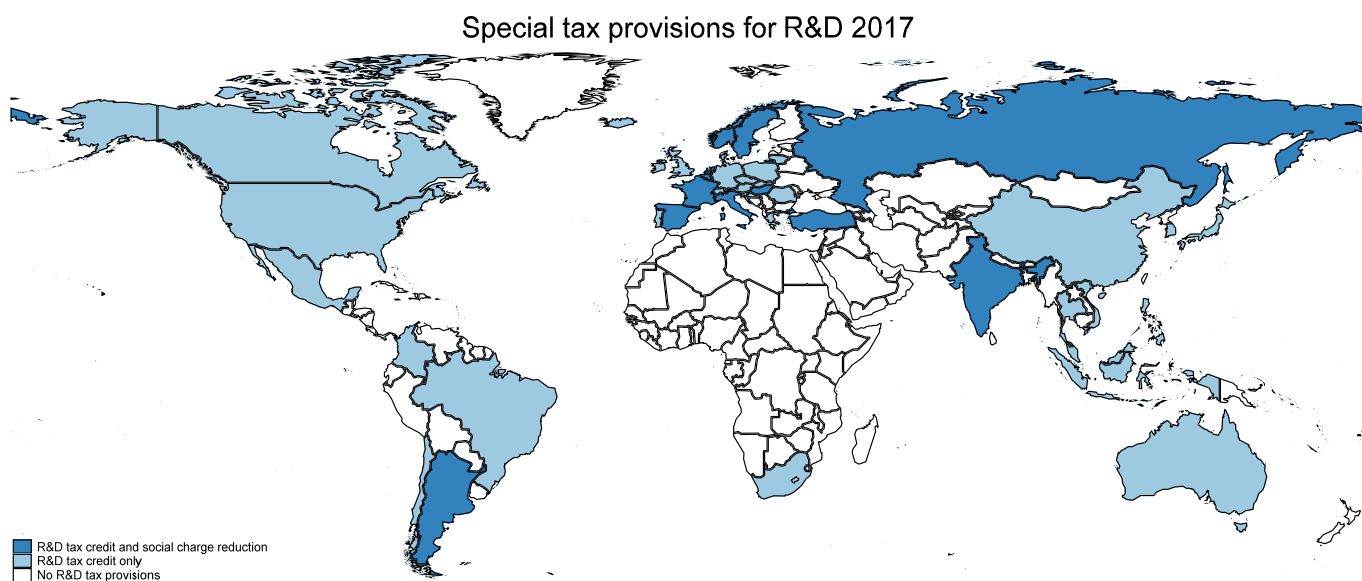 Special tax provisions for R&D 2017
R&D tax credit and social charge reduction
R&D tax credit only
No R&D tax provisions